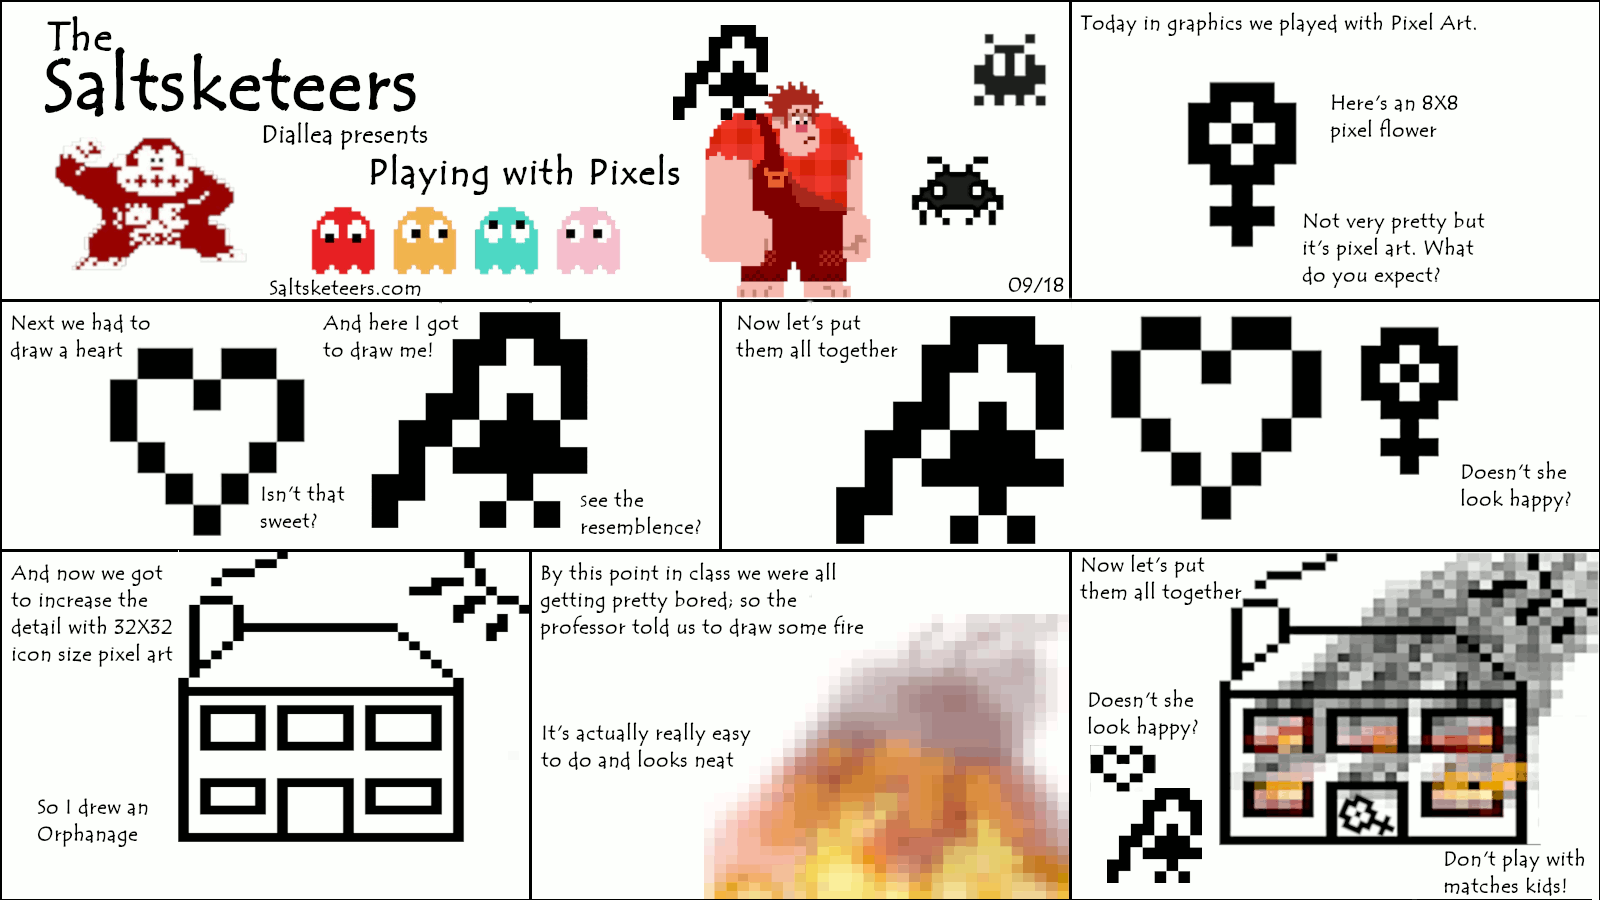 The
Saltsketeers
Diallea presents
Playing with Pixels
Saltsketeers.com
09/18
Today in graphics we played with Pixel Art.
Here's an 8X8
pixel flower
Not very pretty but
it's pixel art. What
do you expect?
Next we had to
draw a heart
Isn't that
sweet?
And here I got
to draw me!
See the
resemblence?
Now let's put
them all together
Doesn't she
look happy?
And now we got
to increase the
detail with 32X32
icon size pixel art
So I drew an
Orphanage
By this point in class we were all
getting pretty bored; so the
professor told us to draw some fire
It's actually really easy
to do and looks neat
Now let's put
them all together
Doesn't she
look happy?
Don't play with
matches kids!